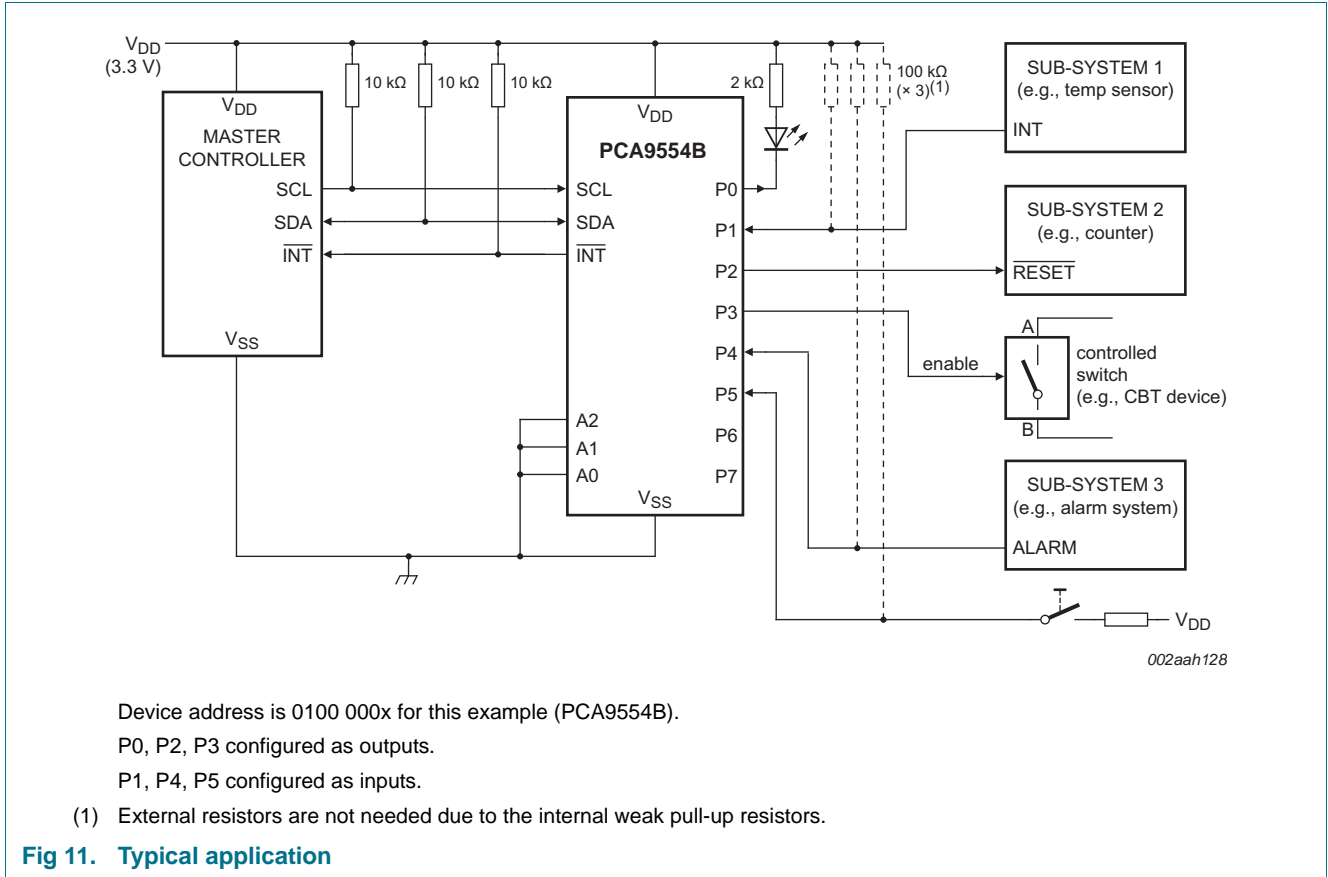 VDD
(3.3 V)
10 kΩ
10 kΩ
10 kΩ
2 kΩ
100 kΩ
(× 3)(1)
VDD
MASTER
CONTROLLER
SCL
SDA
INT
VSS
VDD
PCA9554B
SCL
SDA
INT
A2
A1
A0
VSS
P0
P1
P2
P3
P4
P5
P6
P7
SUB-SYSTEM 1
(e.g., temp sensor)
INT
SUB-SYSTEM 2
(e.g., counter)
RESET
enable
A
B
controlled
switch
(e.g., CBT device)
SUB-SYSTEM 3
(e.g., alarm system)
ALARM
VDD
002aah128
Device address is 0100 000x for this example (PCA9554B).
P0, P2, P3 configured as outputs.
P1, P4, P5 configured as inputs.
(1) External resistors are not needed due to the internal weak pull-up resistors.
Fig 11. Typical application